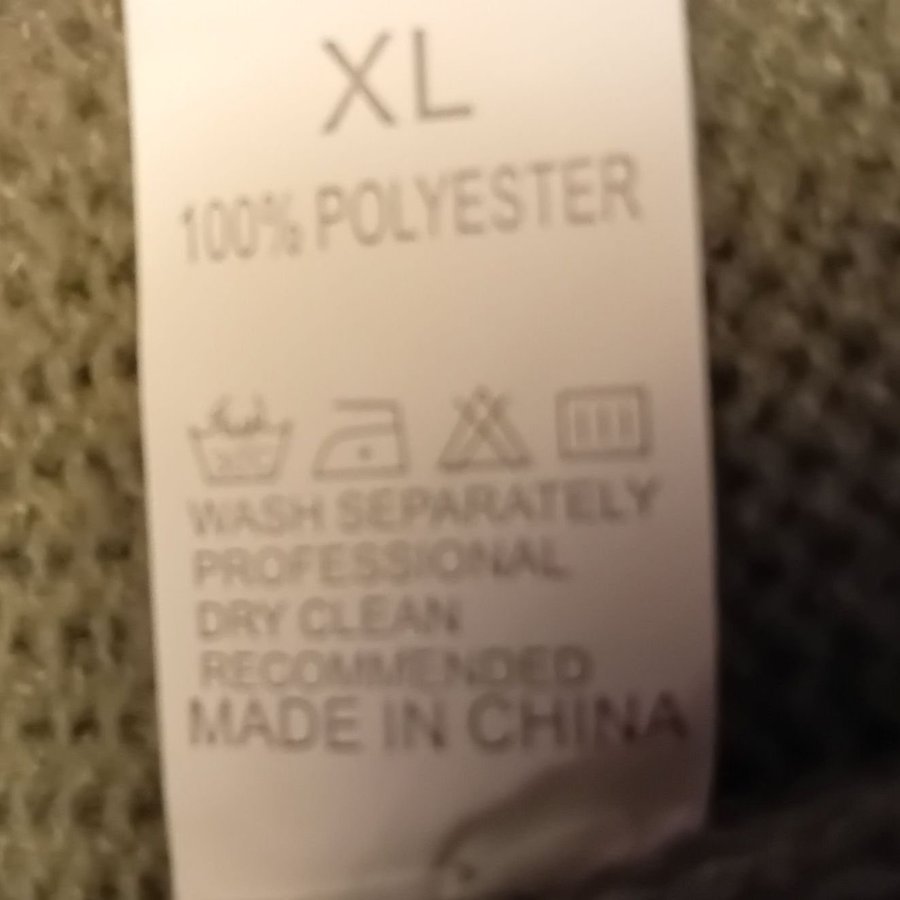 XL
100% POLYESTER
WASH SEPARATELY
PROFESSIONAL
DRY CLEAN
RECOMMENDED
MADE IN CHINA